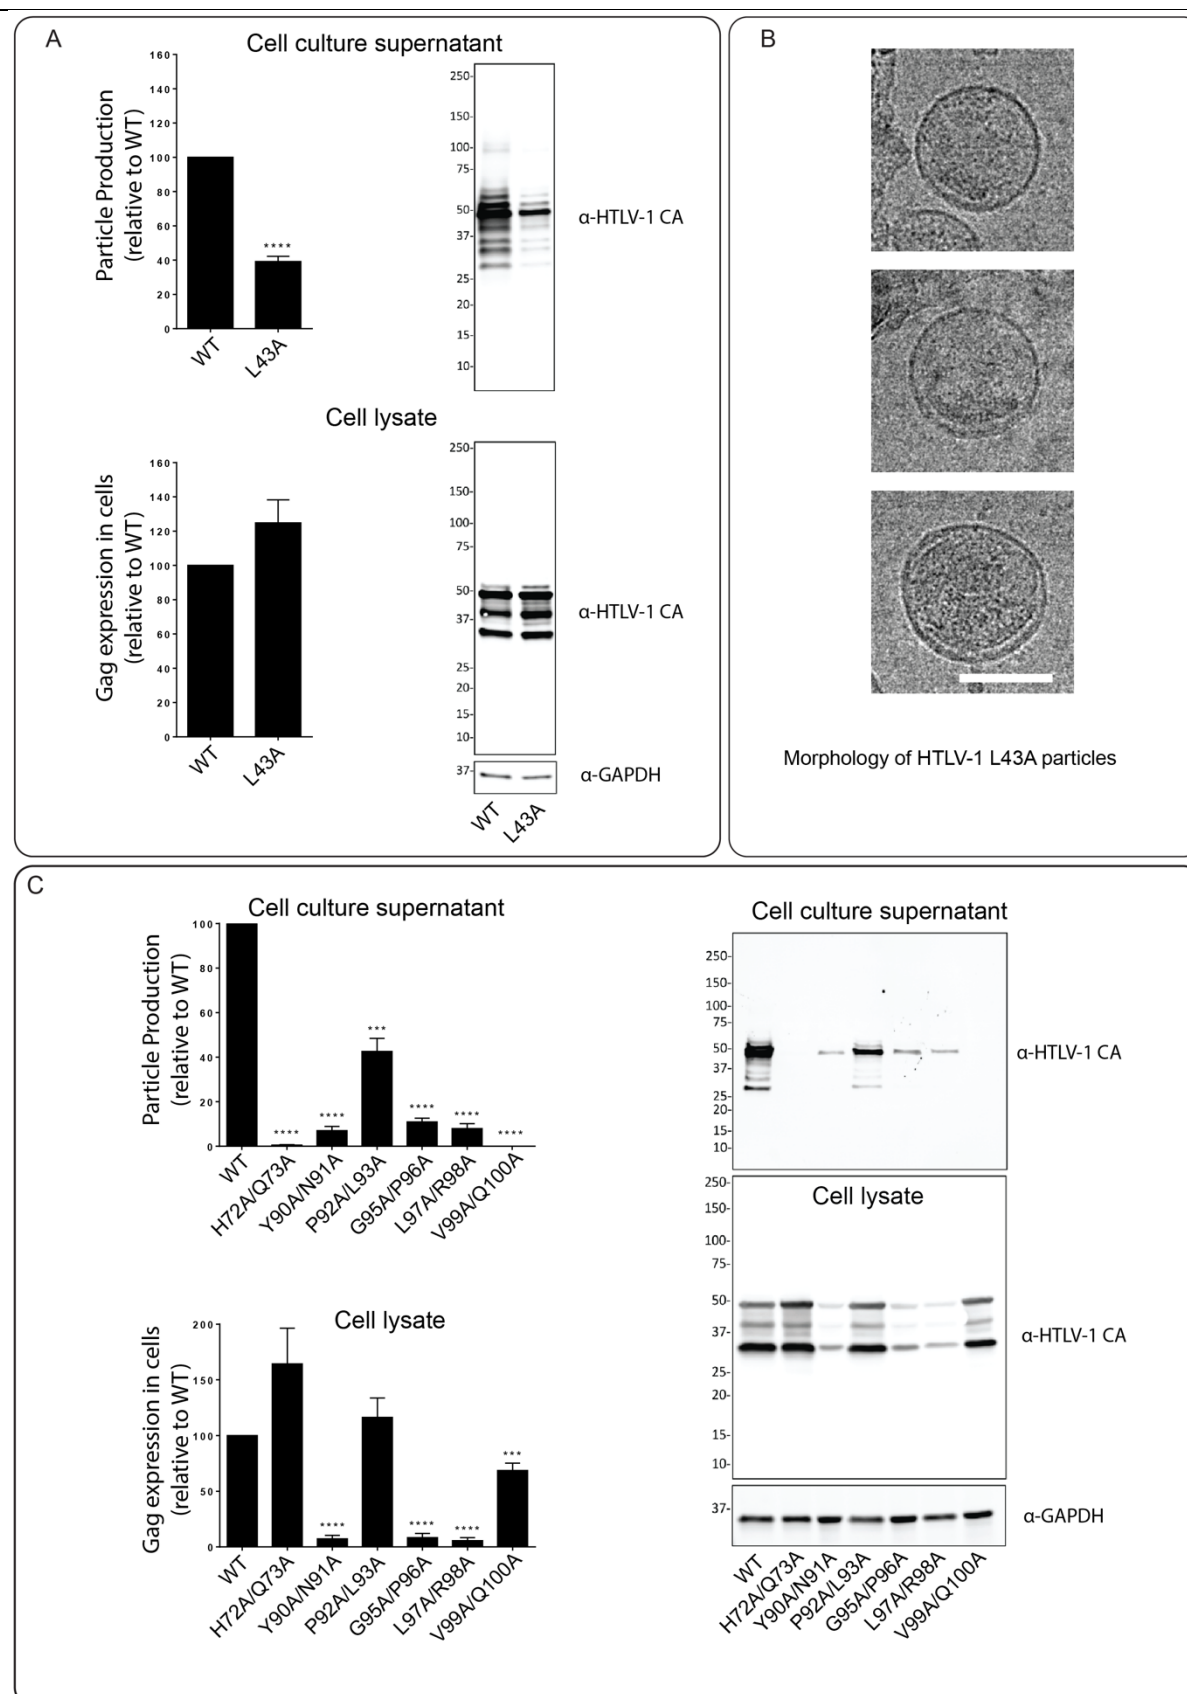 A
Cell culture supernatant
Particle Production
(relative to WT)
160
140
120
100
80
60
40
20
0
****
WT
L43A
250-
150-
100-
75-
50-
37-
25-
20-
15-
10-
α-HTLV-1 CA
Cell lysate
Gag expression in cells
(relative to WT)
160
140
120
100
80
60
40
20
0
WT
L43A
250-
150-
100-
75-
50-
37-
25-
20-
15-
10-
α-HTLV-1 CA
37-
α-GAPDH
WT
L43A
B
Morphology of HTLV-1 L43A particles
C
Cell culture supernatant
Particle Production
(relative to WT)
100
80
60
40
20
0
****
****
***
****
****
****
WT
H72A/Q73A
Y90A/N91A
P92A/L93A
G95A/P96A
L97A/R98A
V99A/Q100A
Cell lysate
Gag expression in cells
(relative to WT)
200
150
100
50
0
****
****
****
***
WT
H72A/Q73A
Y90A/N91A
P92A/L93A
G95A/P96A
L97A/R98A
V99A/Q100A
Cell culture supernatant
250-
150-
100-
75-
50-
37-
25-
20-
15-
10-
α-HTLV-1 CA
Cell lysate
250-
150-
100-
75-
50-
37-
25-
20-
15-
10-
α-HTLV-1 CA
37-
α-GAPDH
WT
H72A/Q73A
Y90A/N91A
P92A/L93A
G95A/P96A
L97A/R98A
V99A/Q100A